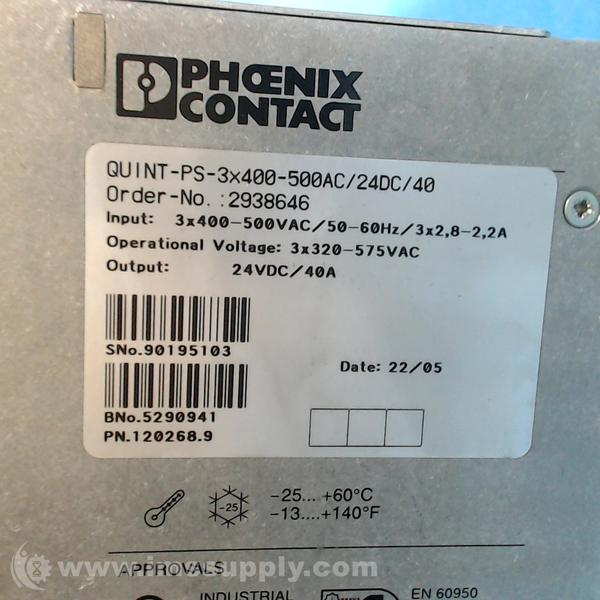 PHŒNIX
CONTACT
QUINT-PS-3x400-500AC/24DC/40
Order-No.:2938646
Input: 3x400-500VAC/50-60Hz/3x2,8-2,2A
Operational Voltage: 3x320-575VAC
Output: 24VDC/40A
SNo.90195103
Date: 22/05
BNo.5290941
PN.120268.9
-25
-25... +60°C
-13....+140°F
APPROVALS
INDUSTRIAL
EN 60950